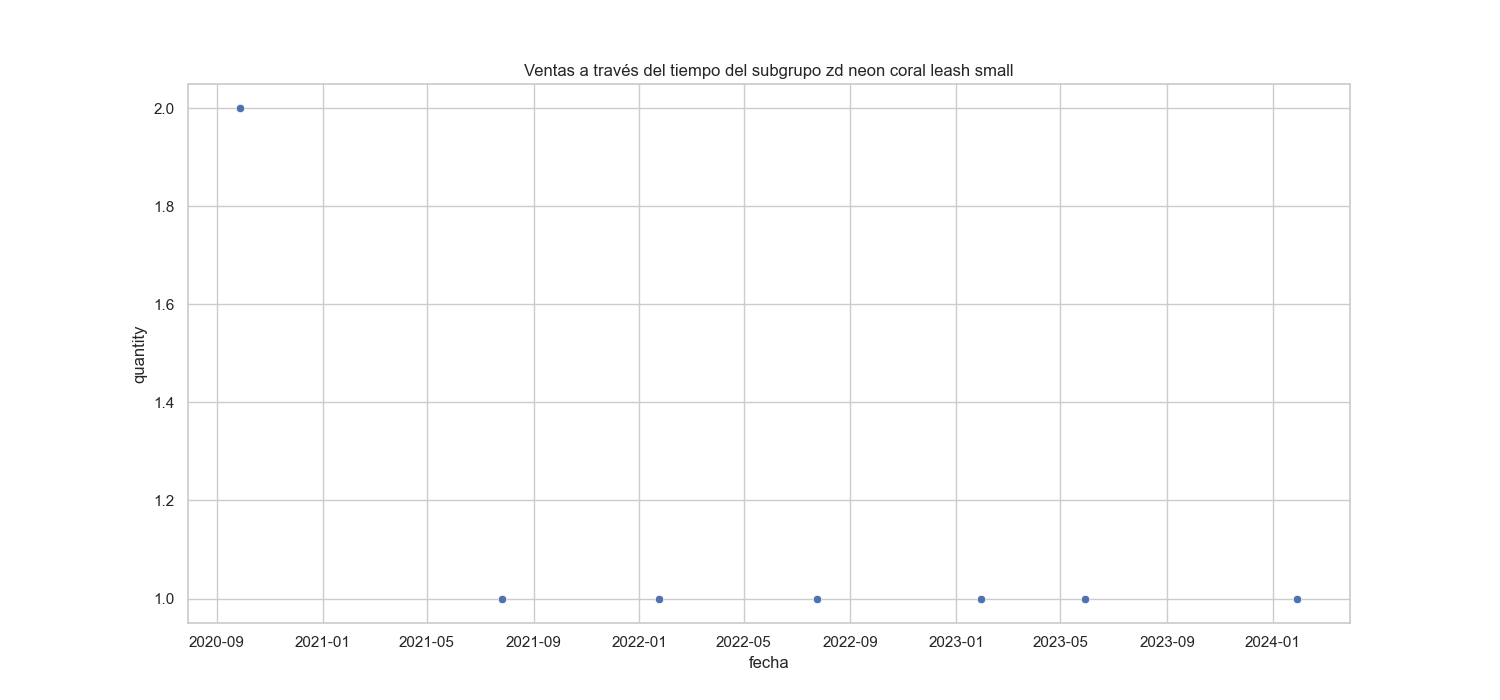 Ventas a través del tiempo del subgrupo zd neon coral leash small
2.0
1.8
1.6
1.4
1.2
1.0
quantity
2020-09 2021-01 2021-05 2021-09 2022-01 2022-05 2022-09 2023-01 2023-05 2023-09 2024-01
fecha